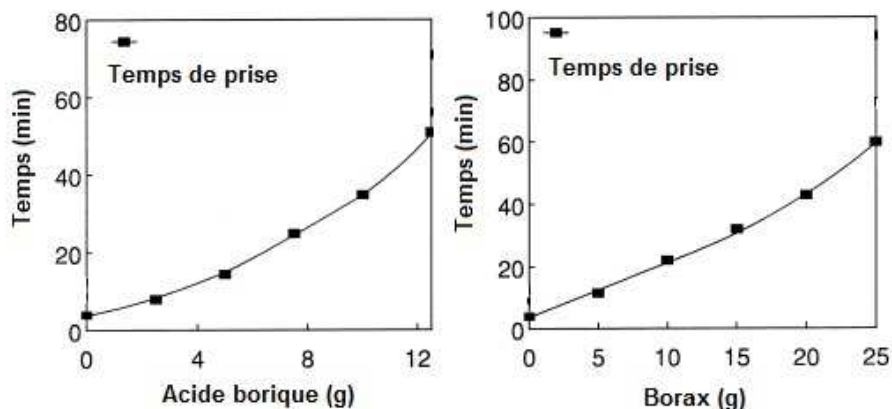 80
60
40
20
0
Temps (min)
Temps de prise
0 4 8 12
Acide borique (g)
100
80
60
40
20
0
Temps (min)
Temps de prise
0 5 10 15 20 25
Borax (g)